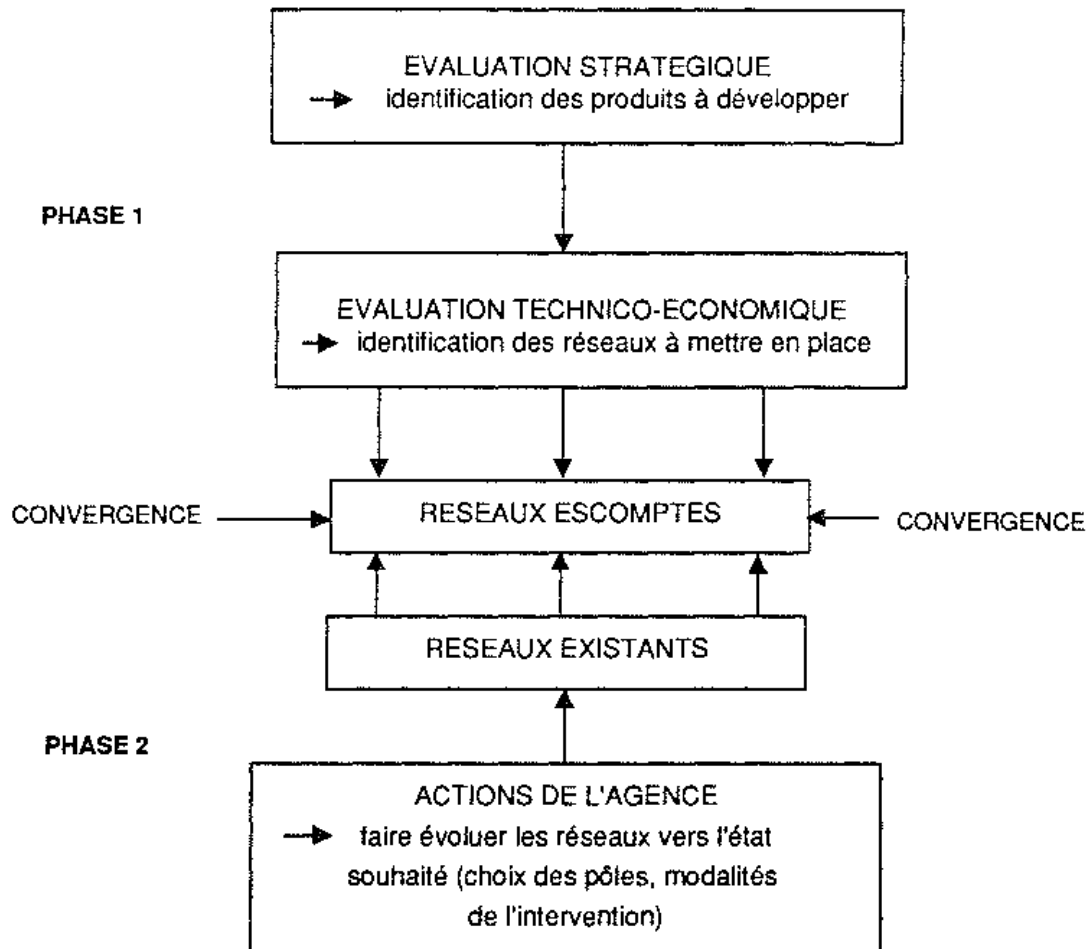 EVALUATION STRATEGIQUE
identification des produits à développer
PHASE 1
EVALUATION TECHNICO-ECONOMIQUE
identification des réseaux à mettre en place
CONVERGENCE
RESEAUX ESCOMPTES
CONVERGENCE
RESEAUX EXISTANTS
PHASE 2
ACTIONS DE L'AGENCE
faire évoluer les réseaux vers l'état
souhaité (choix des pôles, modalités
de l'intervention)